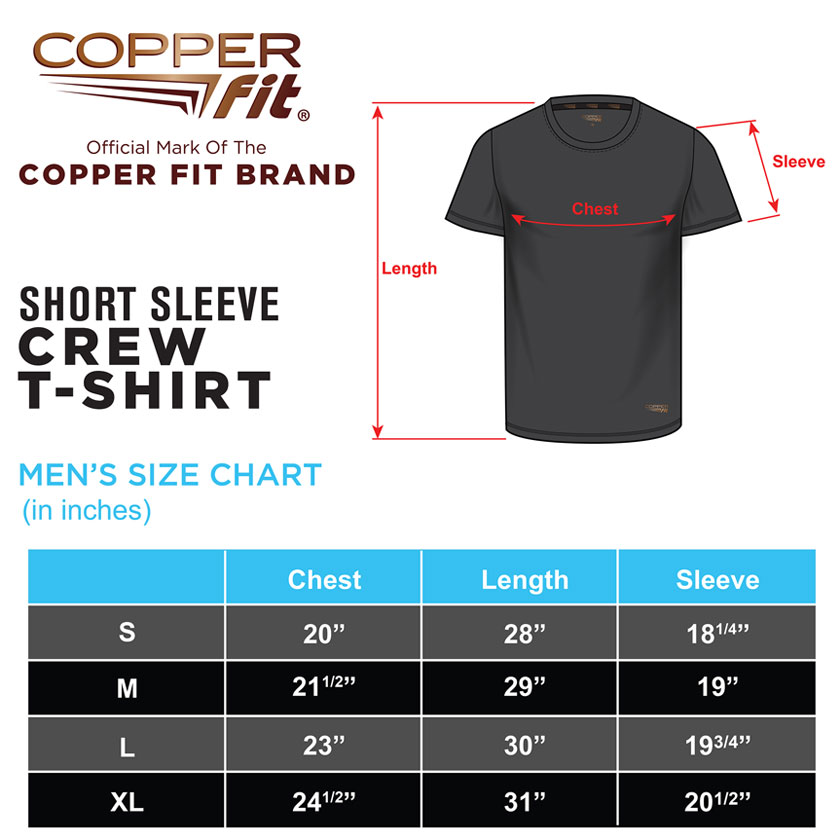 COPPER
fit®
Official Mark Of The
COPPER FIT BRAND
SHORT SLEEVE
CREW
T-SHIRT
Length
Chest
Sleeve
COPPER
fit
MEN'S SIZE CHART
(in inches)
Chest Length Sleeve
S 20” 28” 18 1/4”
M 21 1/2” 29” 19”
L 23” 30” 19 3/4”
XL 24 1/2” 31” 20 1/2”